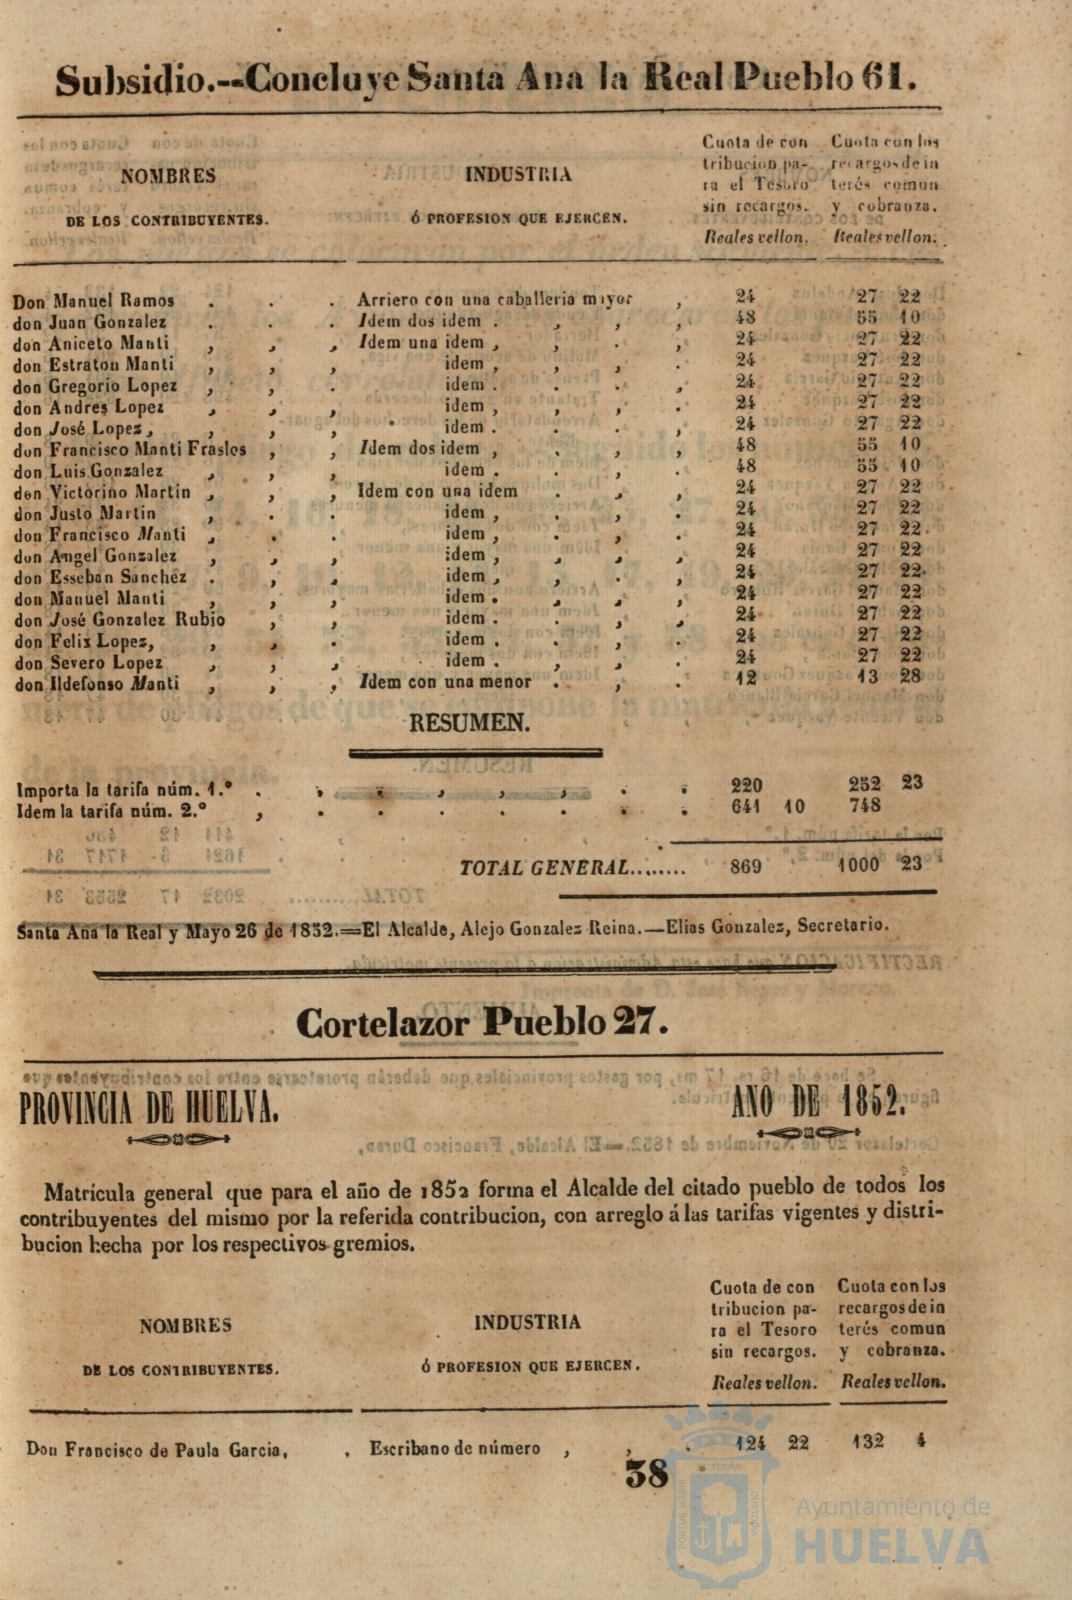 Subsidio.--Concluye Santa Ana la Real Pueblo 61.
NOMBRES
DE LOS CONTRIBUYENTES.
INDUSTRIA
Ó PROFESION QUE EJERCEN.
Cuota de con
tribucion pa-
ra el Tesoro
sin recargos.
Reales vellon.
Cuota con los
recargos de in
terés comun
y cobranza.
Reales vellon.
Don Manuel Ramos . . . Arriero con una caballeria mayor , 24 27 22
don Juan Gonzalez . . . Idem dos idem . , , , 48 55 10
don Aniceto Manti , , , Idem una idem , , . , 24 27 22
don Estraton Manti , , , idem , , , . 24 27 22
don Gregorio Lopez , , , idem . . . , 24 27 22
don Andres Lopez , , , idem , , , . 24 27 22
don José Lopez, , , , idem . . . , 24 27 22
don Francisco Manti Frasles , , Idem dos idem , , , , 48 55 10
don Luis Gonzalez , , , idem . . , . 48 55 10
don Victorino Martin , , , Idem con una idem . , , 24 27 22
don Justo Martin , . . idem , , , . 24 27 22
don Francisco Manti , . . idem , , , . 24 27 22.
don Angel Gonzalez , , , idem , , , , 24 27 22
don Esseban Sanchez . , , idem , , , . 24 27 22.
don Manuel Manti , , , idem . , , , 24 27 22
don José Gonzalez Rubio , , idem . . , , 24 27 22
don Felix Lopez, , , . idem . . , . 24 27 22
don Severo Lopez , , , idem . , , . 24 27 22
don Ildefonso Manti , , , Idem con una menor . , . 12 13 28
RESUMEN.
Importa la tarifa núm. 1.º . . . , , , . . 220 252 23
Idem la tarifa núm. 2.º , . . . . . . . 641 10 748
TOTAL GENERAL........ 869 1000 23
Santa Ana la Real y Mayo 26 de 1852.=El Alcalde, Alejo Gonzalez Reina.—Elias Gonzalez, Secretario.
Cortelazor Pueblo 27.
PROVINCIA DE HUELVA. AÑO DE 1852.
Matrícula general que para el año de 1852 forma el Alcalde del citado pueblo de todos los
contribuyentes del mismo por la referida contribucion, con arreglo á las tarifas vigentes y distri-
bucion hecha por los respectivos gremios.
NOMBRES
DE LOS CONTRIBUYENTES.
INDUSTRIA
Ó PROFESION QUE EJERCEN.
Cuota de con
tribucion pa-
ra el Tesoro
sin recargos.
Reales vellon.
Cuota con los
recargos de in
terés comun
y cobranza.
Reales vellon.
Don Francisco de Paula Garcia, , Escribano de número , , . 124 22 132 4
38
Ayuntamiento de
HUELVA